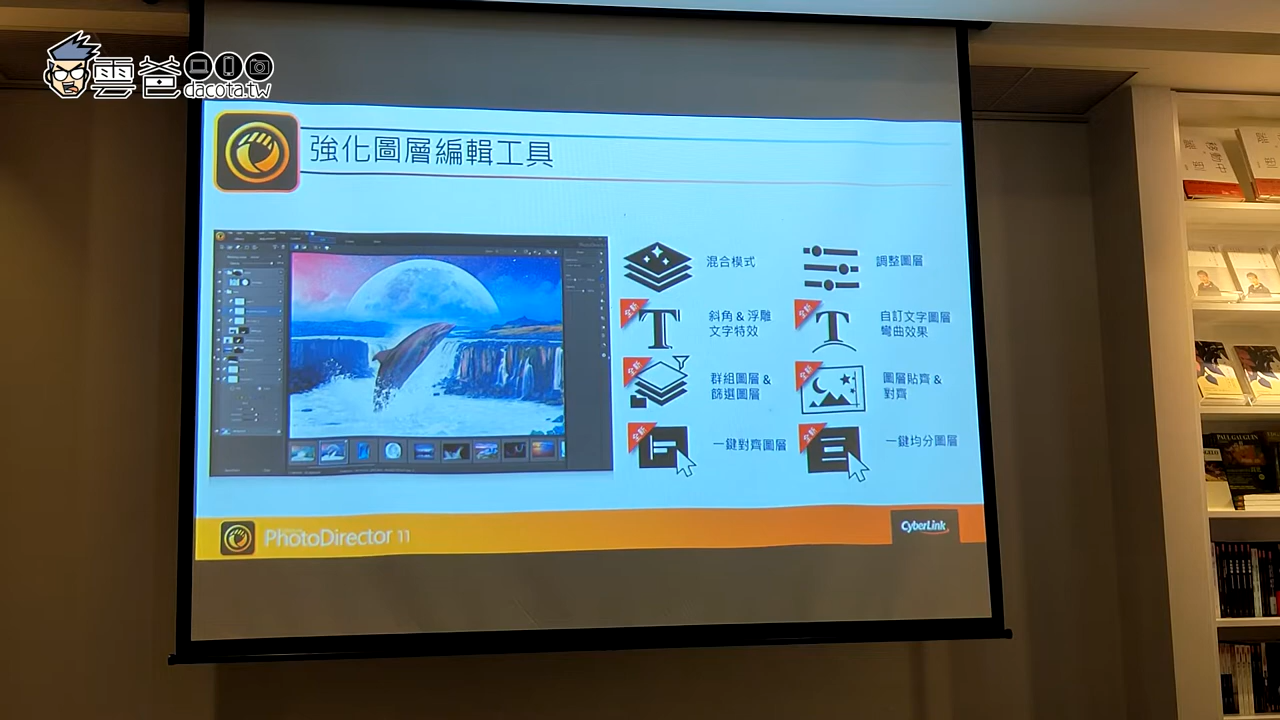 雲爸
dacota.tw
強化圖層編輯工具
混合模式
調整圖層
全新
斜角 & 浮雕
文字特效
全新
自訂文字圖層
彎曲效果
全新
群組圖層 &
篩選圖層
全新
圖層貼齊 &
對齊
全新
一鍵對齊圖層
全新
一鍵均分圖層
PhotoDirector 11
CyberLink
PAUL GAUGUIN